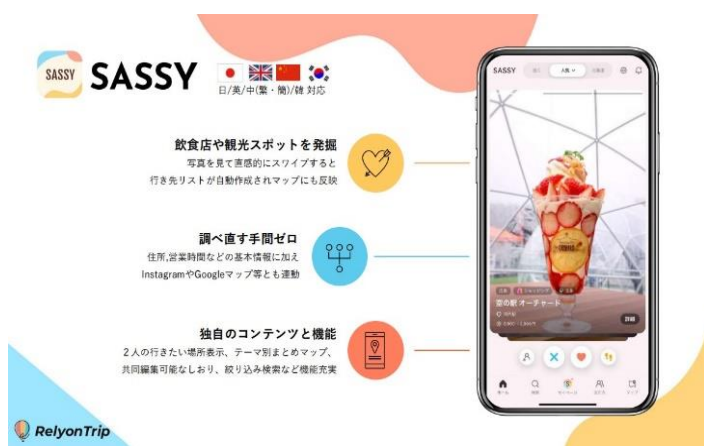 SASSY
SASSY
日/英/中(繁・簡)/韓 対応
飲食店や観光スポットを発掘
写真を見て直感的にスワイプすると
行き先リストが自動作成されマップにも反映
調べ直す手間ゼロ
住所,営業時間などの基本情報に加え
InstagramやGoogleマップ等とも連動
独自のコンテンツと機能
2人の行きたい場所表示、テーマ別まとめマップ、
共同編集可能なしおり、絞り込み検索など機能充実
RelyonTrip
SASSY
人気
空の駅 オーチャード
詳細